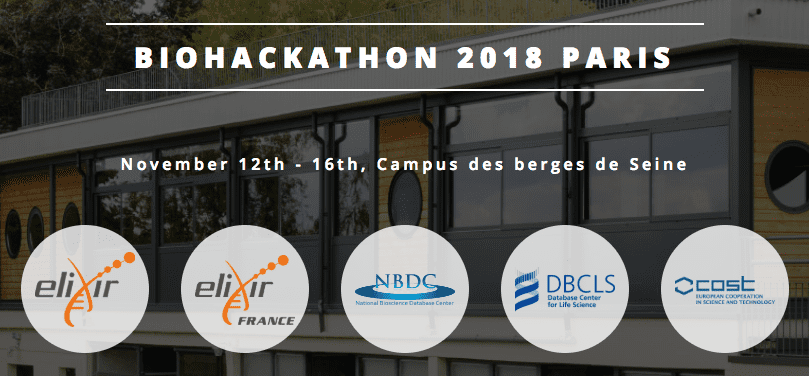 BIOHACKATHON 2018 PARIS
November 12th - 16th, Campus des berges de Seine
elixir
elixir
FRANCE
NBDC
National Bioscience Database Center
DBCLS
Database Center
for Life Science
cost
EUROPEAN COOPERATION
IN SCIENCE AND TECHNOLOGY